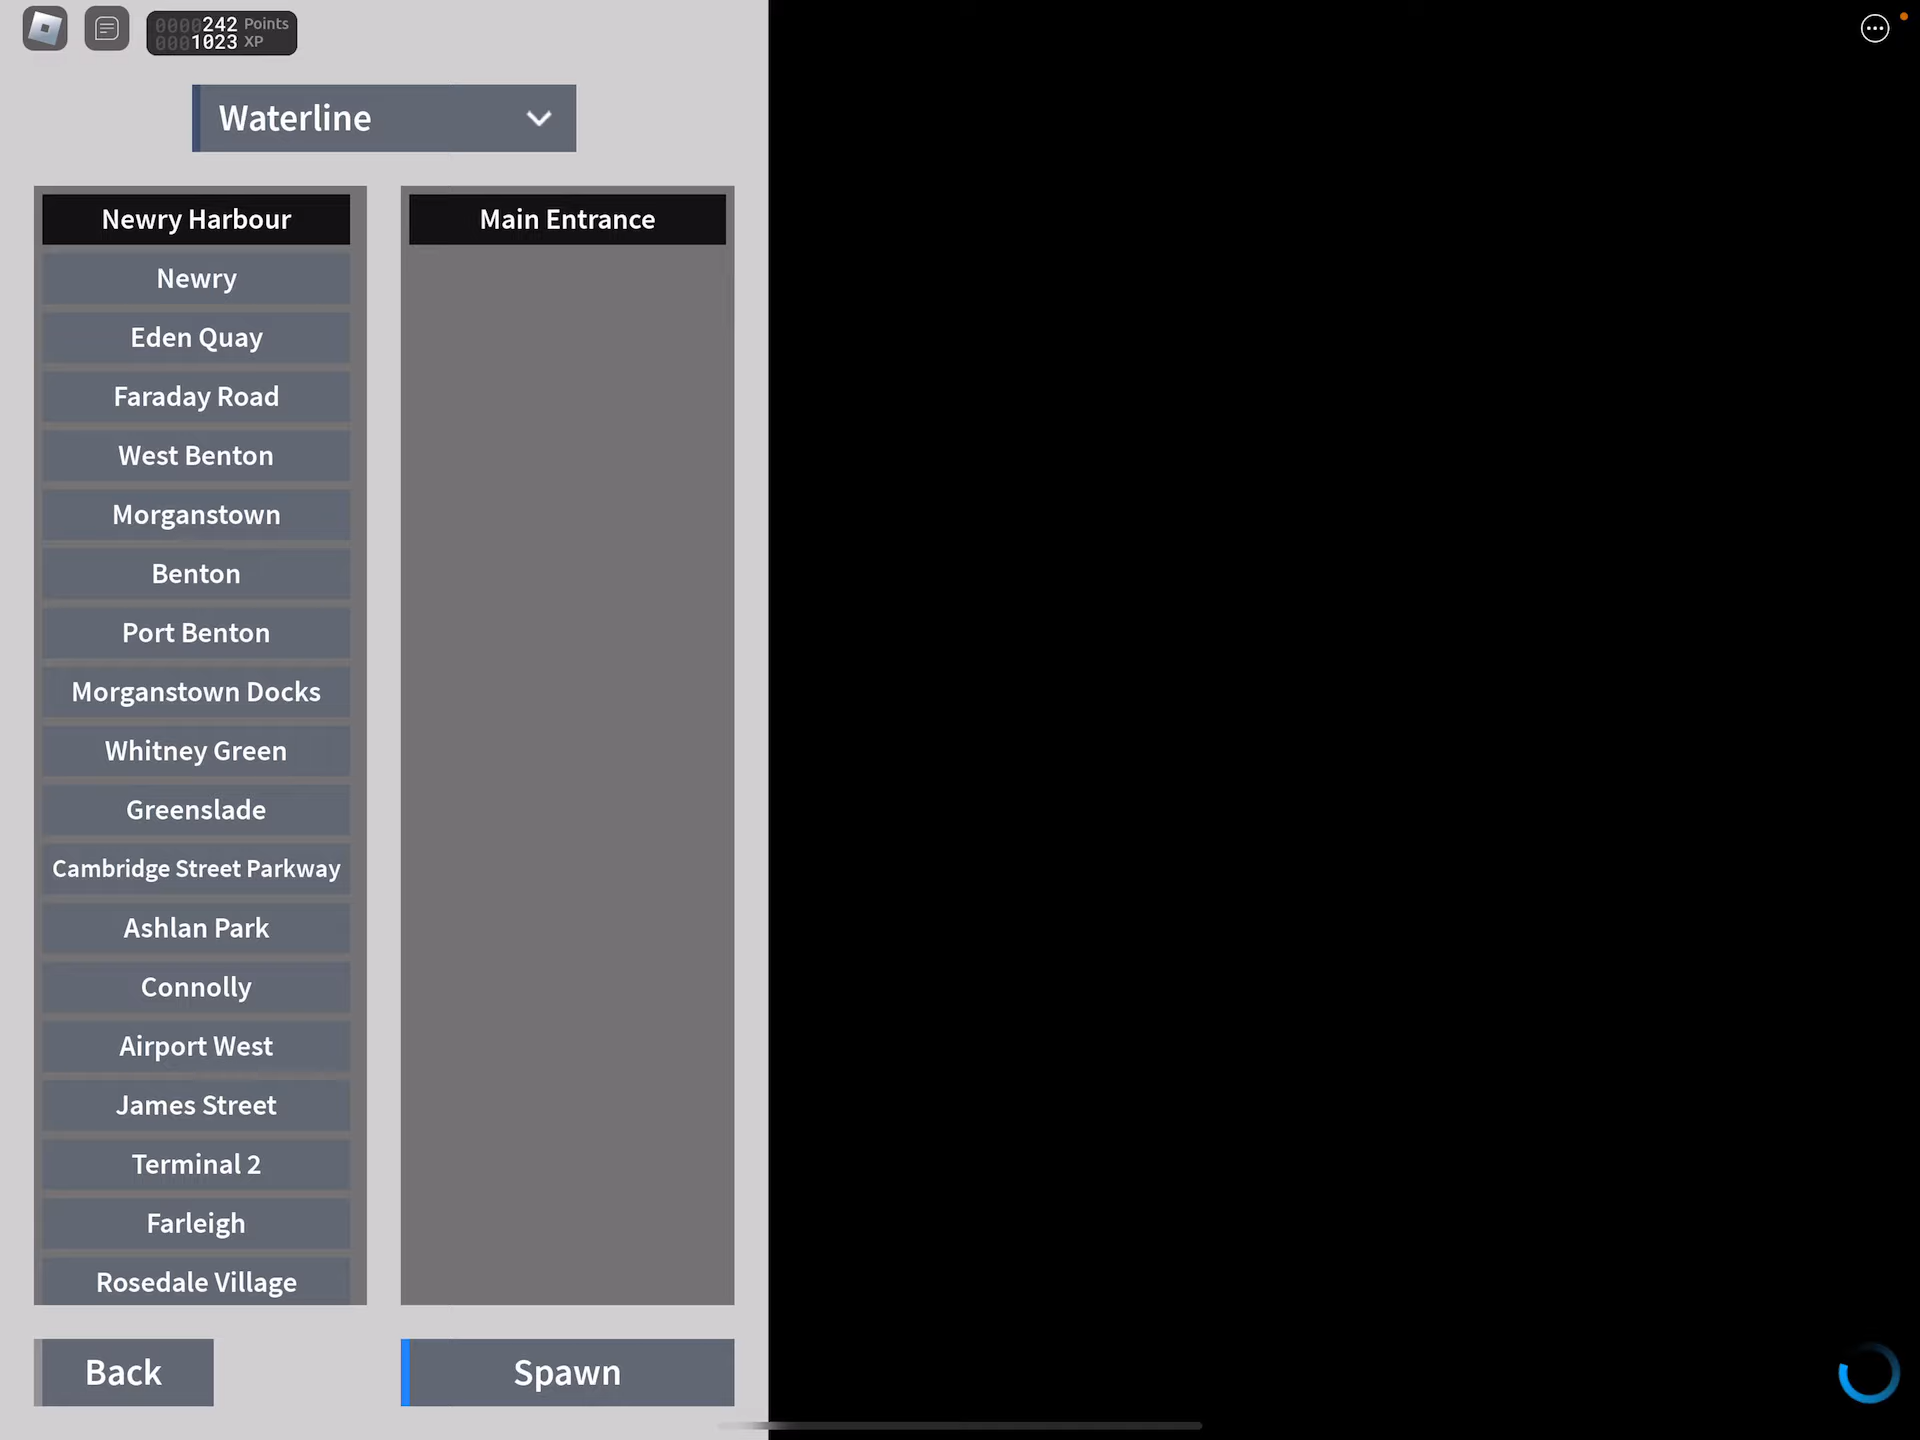 0000242 Points
0001023 XP
Waterline
Newry Harbour
Main Entrance
Newry
Eden Quay
Faraday Road
West Benton
Morganstown
Benton
Port Benton
Morganstown Docks
Whitney Green
Greenslade
Cambridge Street Parkway
Ashlan Park
Connolly
Airport West
James Street
Terminal 2
Farleigh
Rosedale Village
Back
Spawn